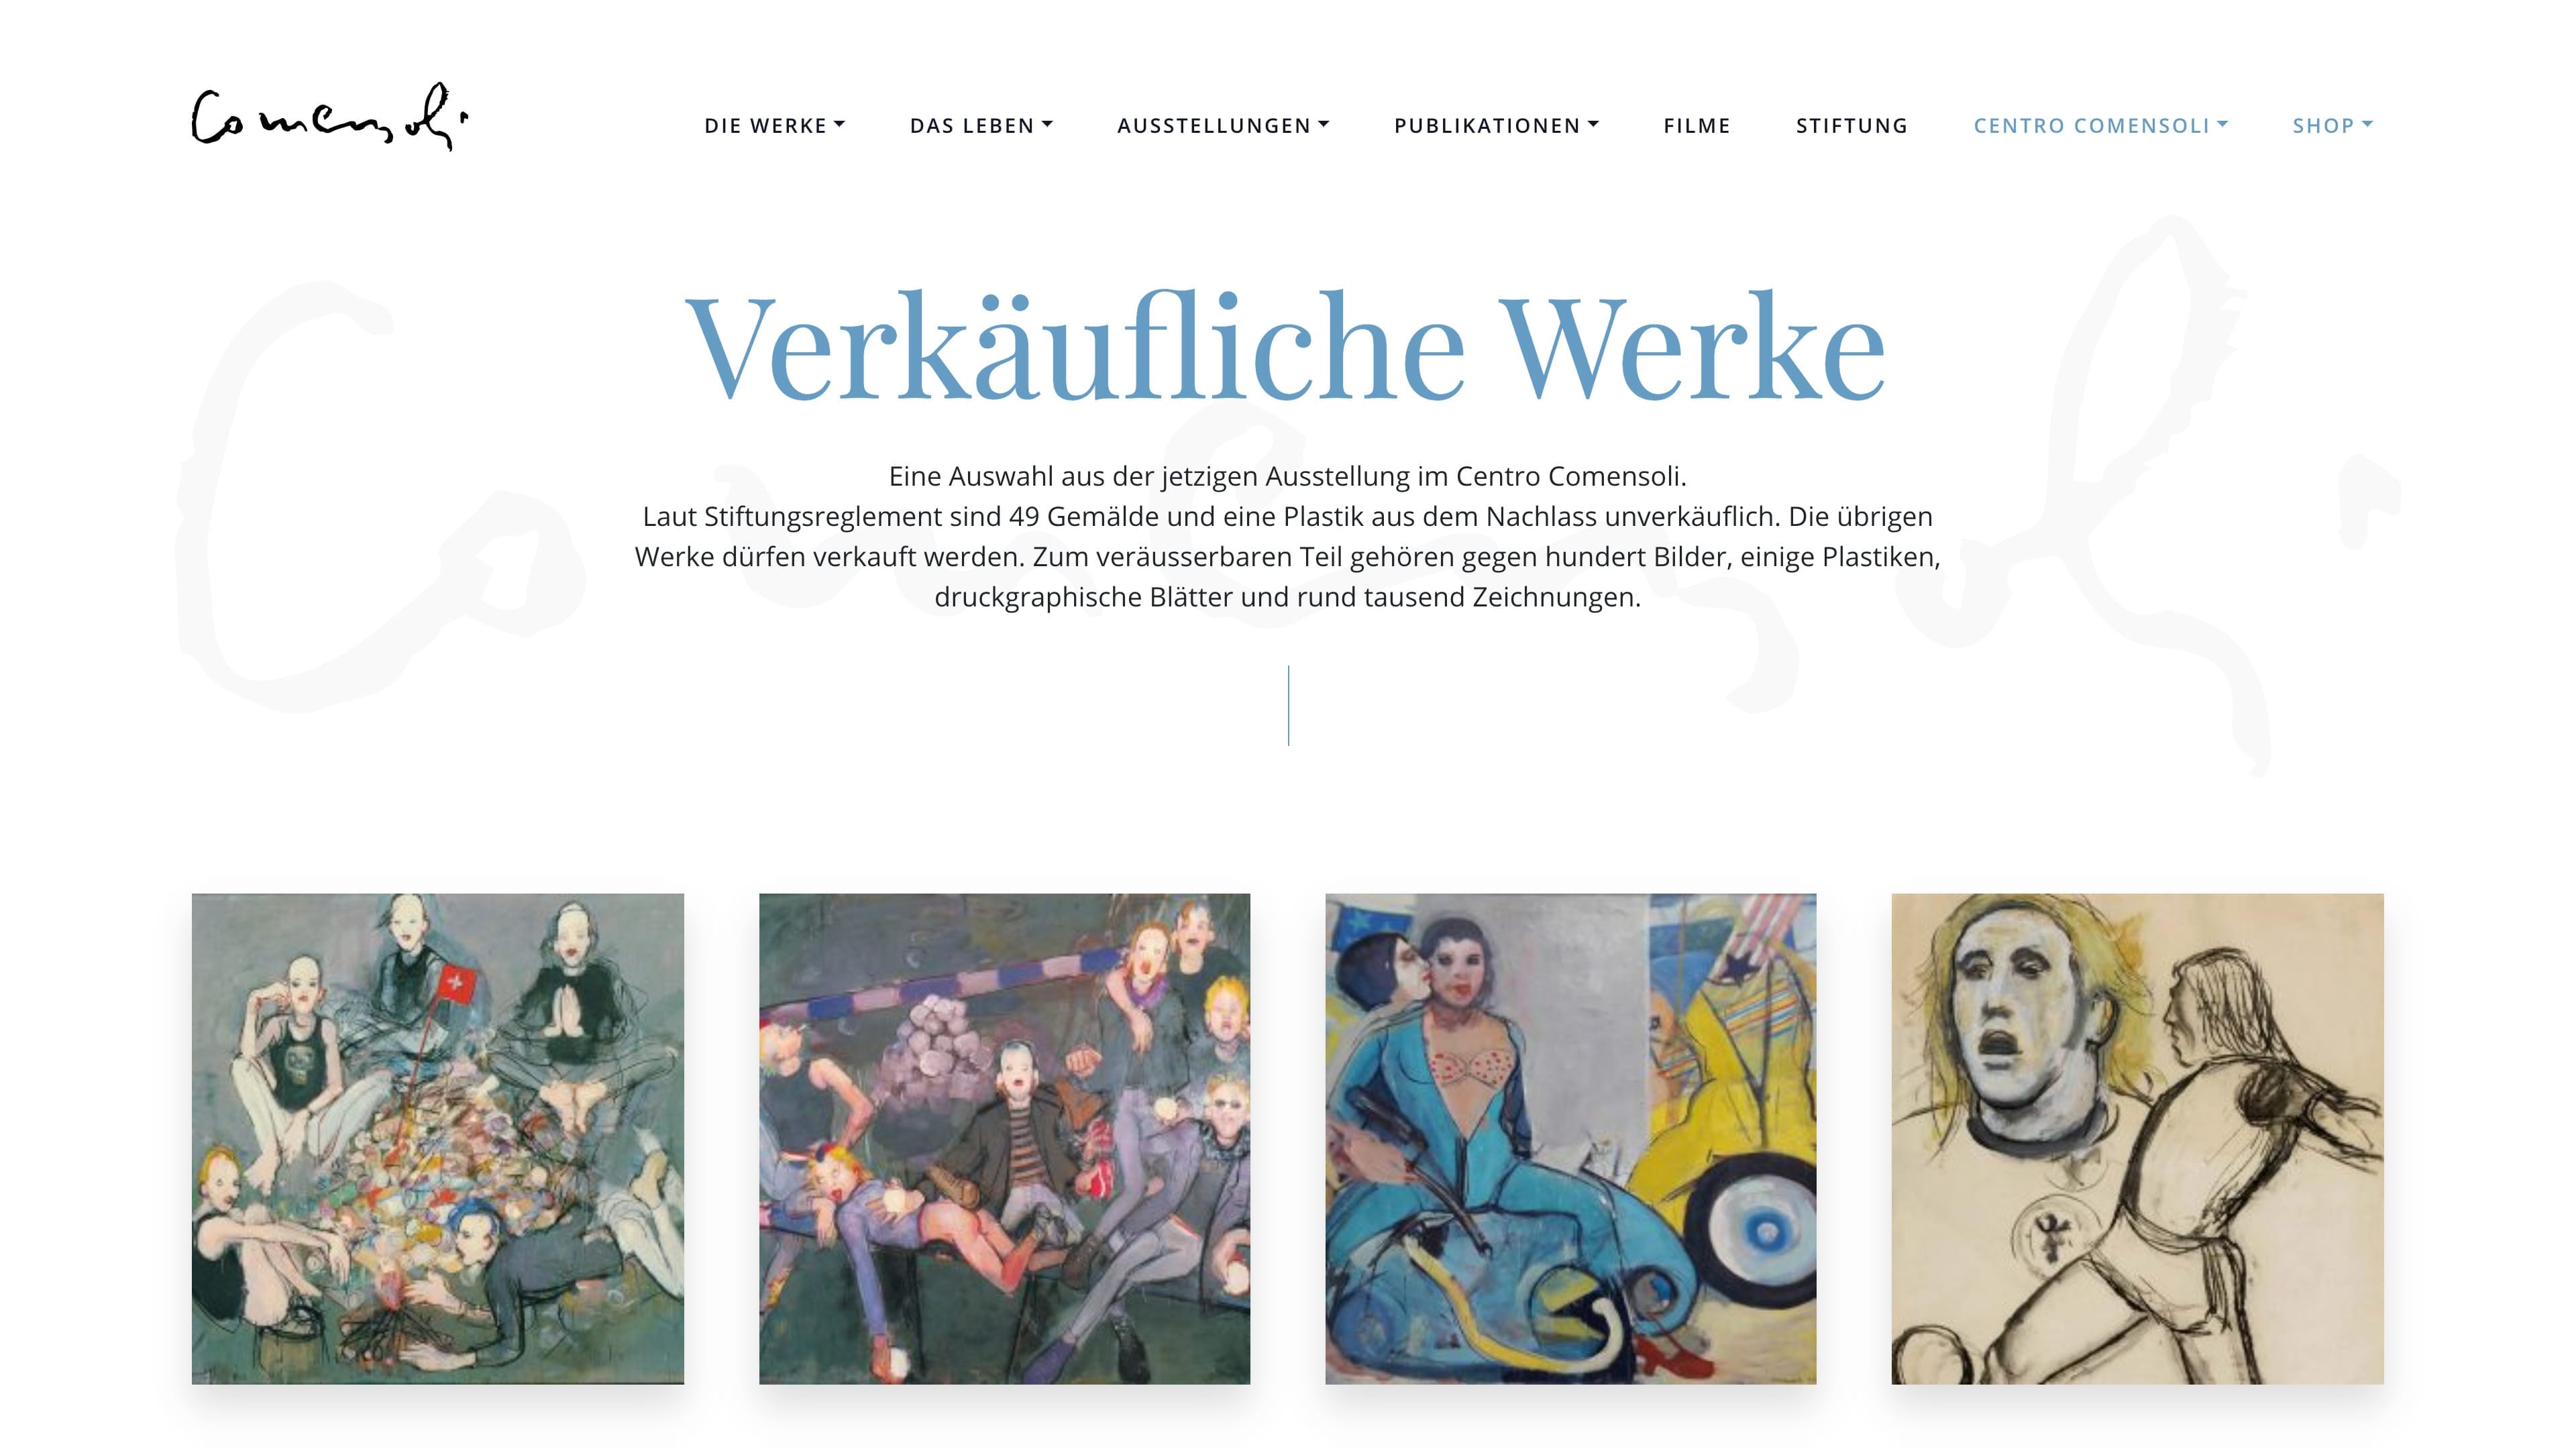 Comensoli
DIE WERKE
DAS LEBEN
AUSSTELLUNGEN
PUBLIKATIONEN
FILME
STIFTUNG
CENTRO COMENSOLI
SHOP
Verkäufliche Werke
Eine Auswahl aus der jetzigen Ausstellung im Centro Comensoli.
Laut Stiftungsreglement sind 49 Gemälde und eine Plastik aus dem Nachlass unverkäuflich. Die übrigen
Werke dürfen verkauft werden. Zum veräusserbaren Teil gehören gegen hundert Bilder, einige Plastiken,
druckgraphische Blätter und rund tausend Zeichnungen.